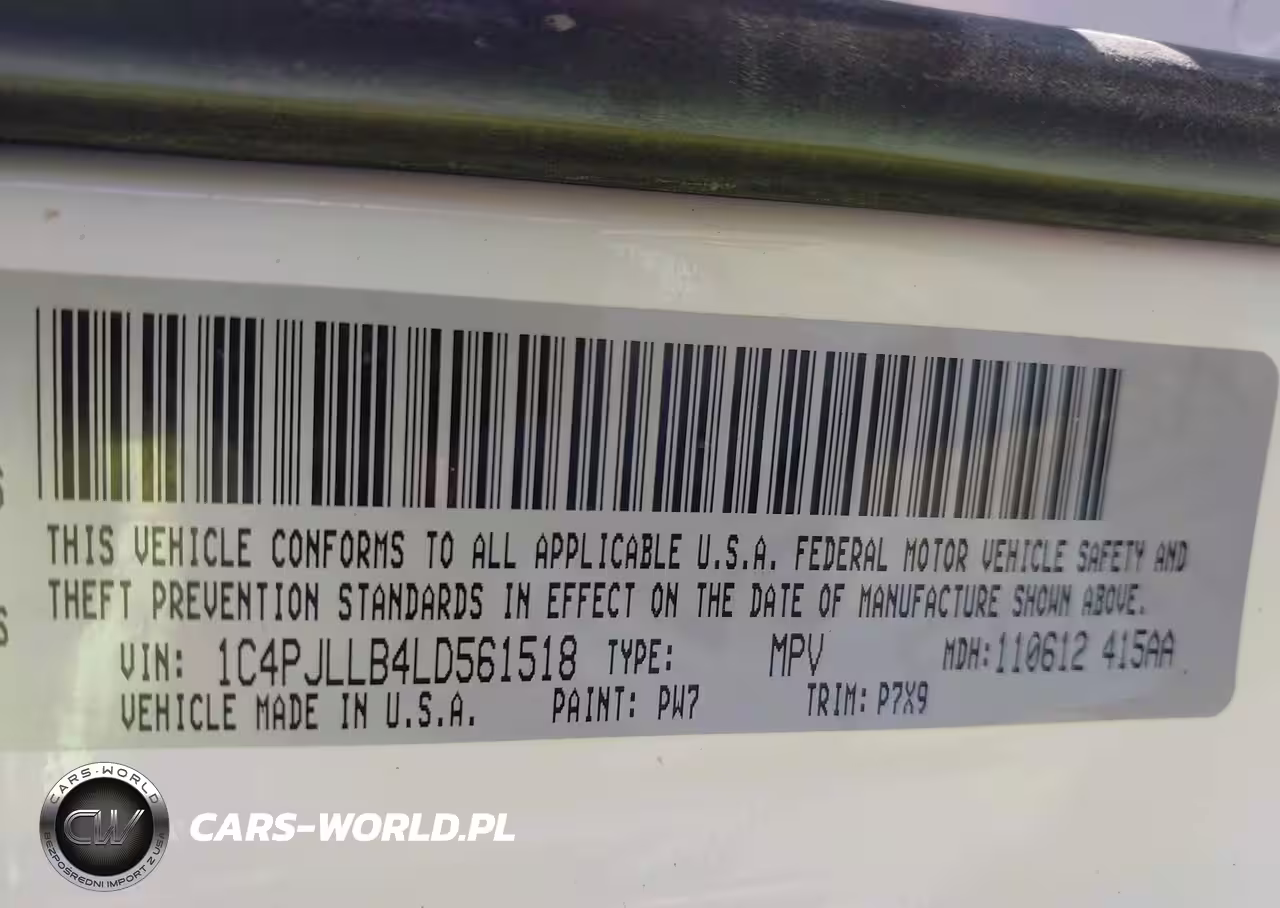 THIS VEHICLE CONFORMS TO ALL APPLICABLE U.S.A. FEDERAL MOTOR VEHICLE SAFETY AND
THEFT PREVENTION STANDARDS IN EFFECT ON THE DATE OF MANUFACTURE SHOWN ABOVE.
VIN: 1C4PJLLB4LD561518 TYPE: MPV MDH:110612 415AA
VEHICLE MADE IN U.S.A. PAINT: PW7 TRIM: P7X9
CARS-WORLD
CW
BEZPOŚREDNI IMPORT Z USA
CARS-WORLD.PL